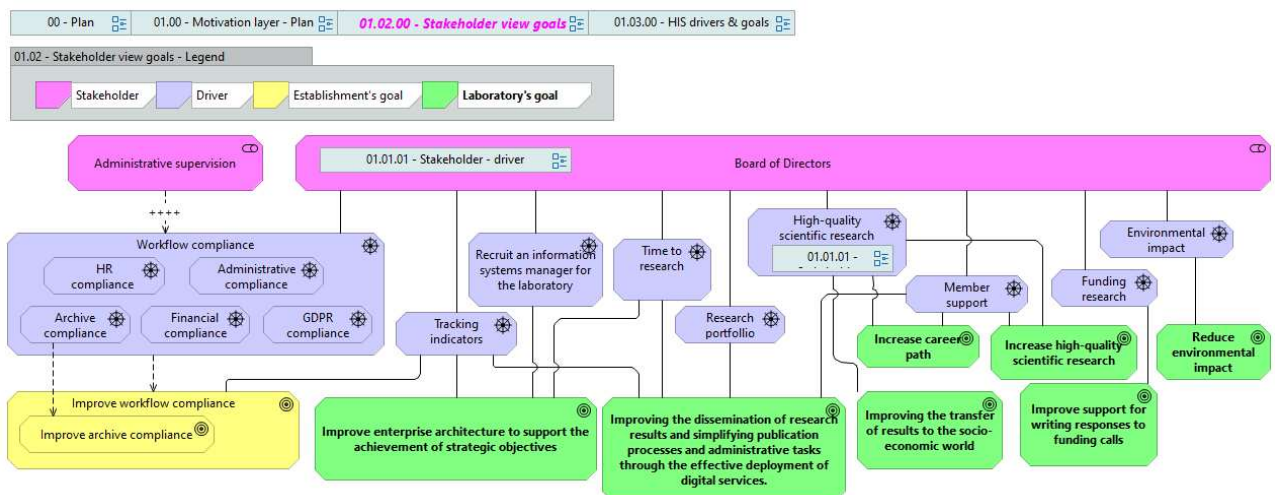 00 - Plan
01.00 - Motivation layer - Plan
01.02.00 - Stakeholder view goals
01.03.00 - HIS drivers & goals
01.02 - Stakeholder view goals - Legend
Stakeholder
Driver
Establishment's goal
Laboratory's goal
Administrative supervision
01.01.01 - Stakeholder - driver
Board of Directors
++++
Workflow compliance
HR
compliance
Administrative
compliance
Archive
compliance
Financial
compliance
GDPR
compliance
Recruit an information
systems manager for
the laboratory
Time to
research
High-quality
scientific research
01.01.01 -
Environmental
impact
Member
support
Funding
research
Tracking
indicators
Research
portfollio
Increase career
path
Increase high-quality
scientific research
Reduce
environmental
impact
Improve workflow compliance
Improve archive compliance
Improve enterprise architecture to support the
achievement of strategic objectives
Improving the dissemination of research
results and simplifying publication
processes and administrative tasks
through the effective deployment of
digital services.
Improving the transfer
of results to the socio-
economic world
Improve support for
writing responses to
funding calls